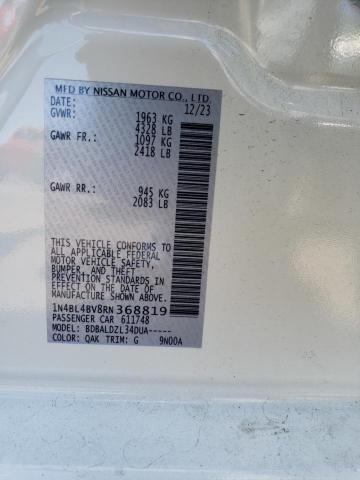 MFD BY NISSAN MOTOR CO., LTD
DATE: 12/23
GVWR: 1963 KG
4328 LB
GAWR FR.: 1097 KG
2418 LB
GAWR RR.: 945 KG
2083 LB
THIS VEHICLE CONFORMS TO
ALL APPLICABLE FEDERAL
MOTOR VEHICLE SAFETY,
BUMPER, AND THEFT
PREVENTION STANDARDS IN
EFFECT ON THE DATE OF
MANUFACTURE SHOWN ABOVE.
1N4BL4BV8RN368819
PASSENGER CAR 611748
MODEL: BDBALDZL34DUA-----
COLOR: QAK TRIM: G 9N00A